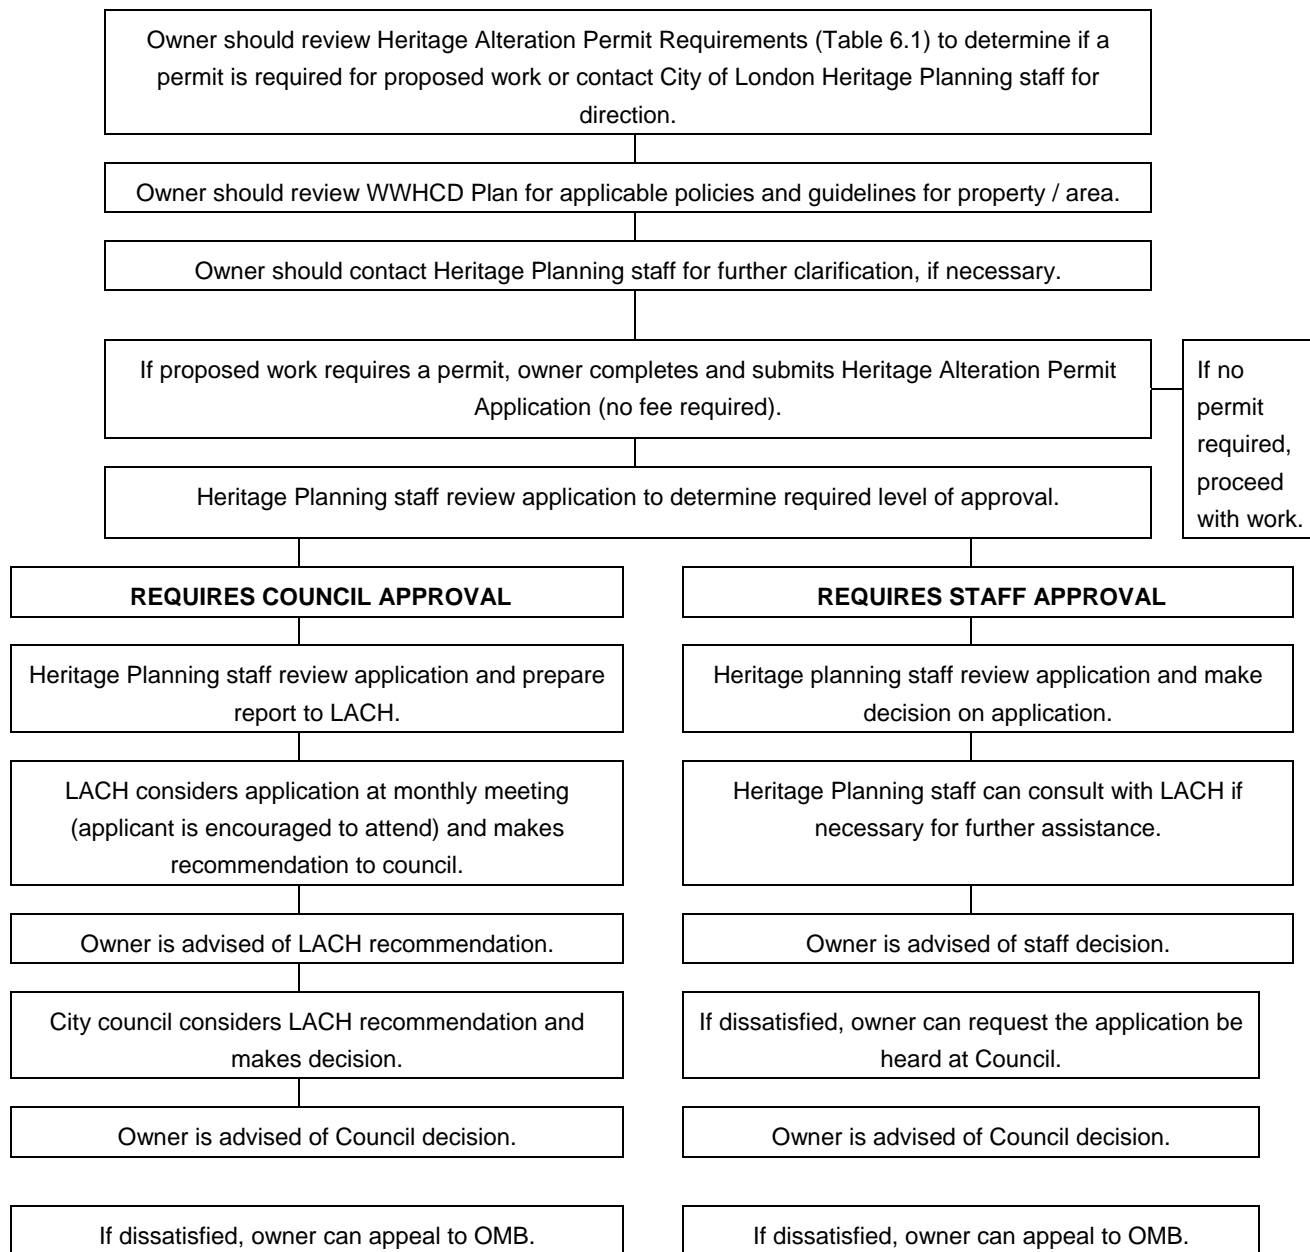 Owner should review Heritage Alteration Permit Requirements (Table 6.1) to determine if a
permit is required for proposed work or contact City of London Heritage Planning staff for
direction.
Owner should review WWHCD Plan for applicable policies and guidelines for property / area.
Owner should contact Heritage Planning staff for further clarification, if necessary.
If proposed work requires a permit, owner completes and submits Heritage Alteration Permit
Application (no fee required).
If no
permit
required,
proceed
with work.
Heritage Planning staff review application to determine required level of approval.
REQUIRES COUNCIL APPROVAL
Heritage Planning staff review application and prepare
report to LACH.
LACH considers application at monthly meeting
(applicant is encouraged to attend) and makes
recommendation to council.
Owner is advised of LACH recommendation.
City council considers LACH recommendation and
makes decision.
Owner is advised of Council decision.
If dissatisfied, owner can appeal to OMB.
REQUIRES STAFF APPROVAL
Heritage planning staff review application and make
decision on application.
Heritage Planning staff can consult with LACH if
necessary for further assistance.
Owner is advised of staff decision.
If dissatisfied, owner can request the application be
heard at Council.
Owner is advised of Council decision.
If dissatisfied, owner can appeal to OMB.